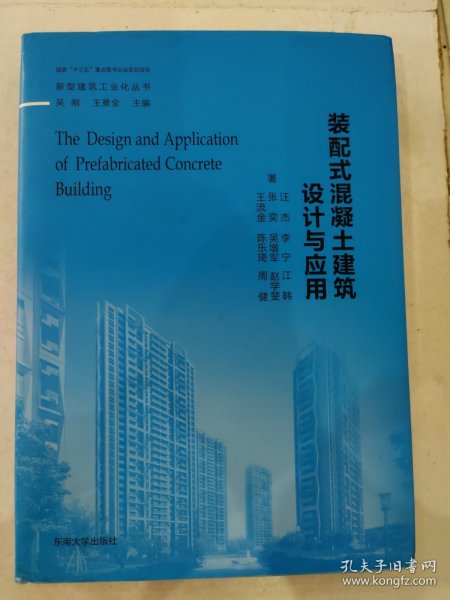 国家“十三五”重点图书出版规划项目
新型建筑工业化丛书
吴 刚 王景全 主编
The Design and Application
of Prefabricated Concrete
Building
装配式混凝土建筑
设计与应用
汪 杰 李 宁 江 韩
张 奕 吴敦军 赵学斐
王流金 陈乐琦 周 健
著
东南大学出版社
孔夫子旧书网
www.kongfz.com